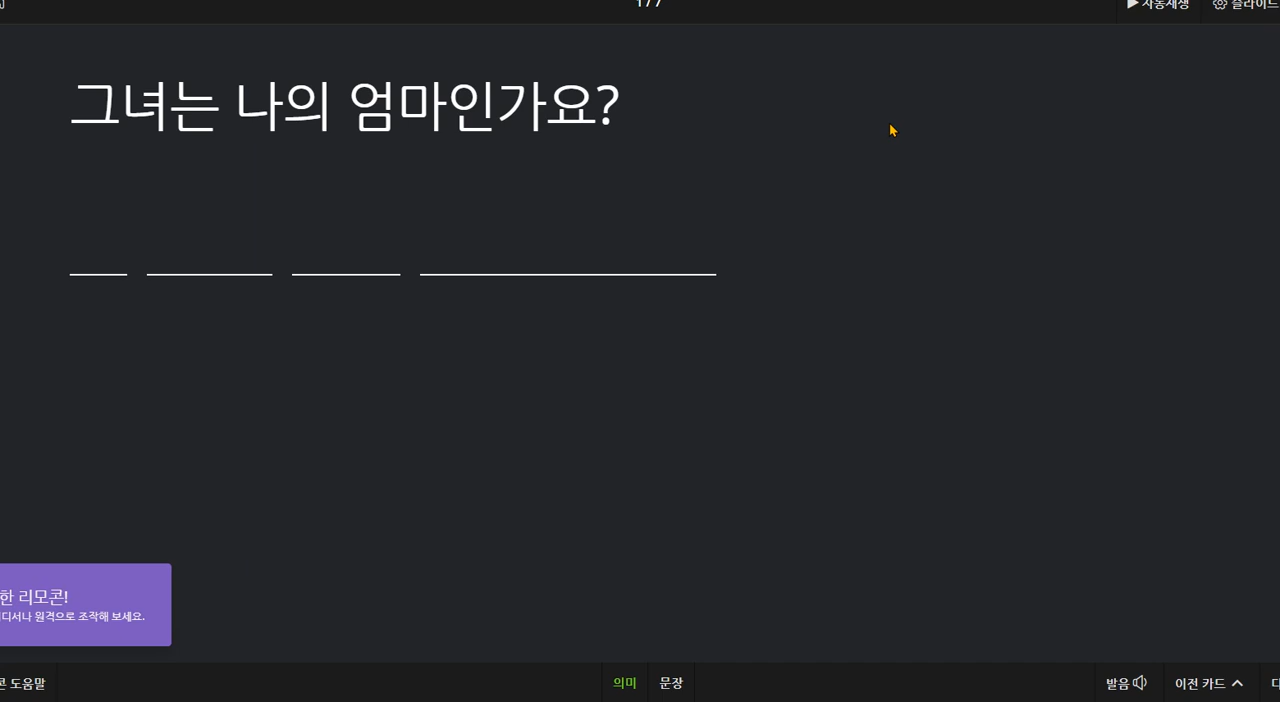 자동재생
슬라이드
그녀는 나의 엄마인가요?
한 리모콘!
디서나 원격으로 조작해 보세요.
도움말
의미
문장
발음
이전 카드